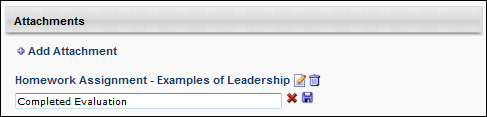 Attachments
Add Attachment
Homework Assignment - Examples of Leadership
Completed Evaluation